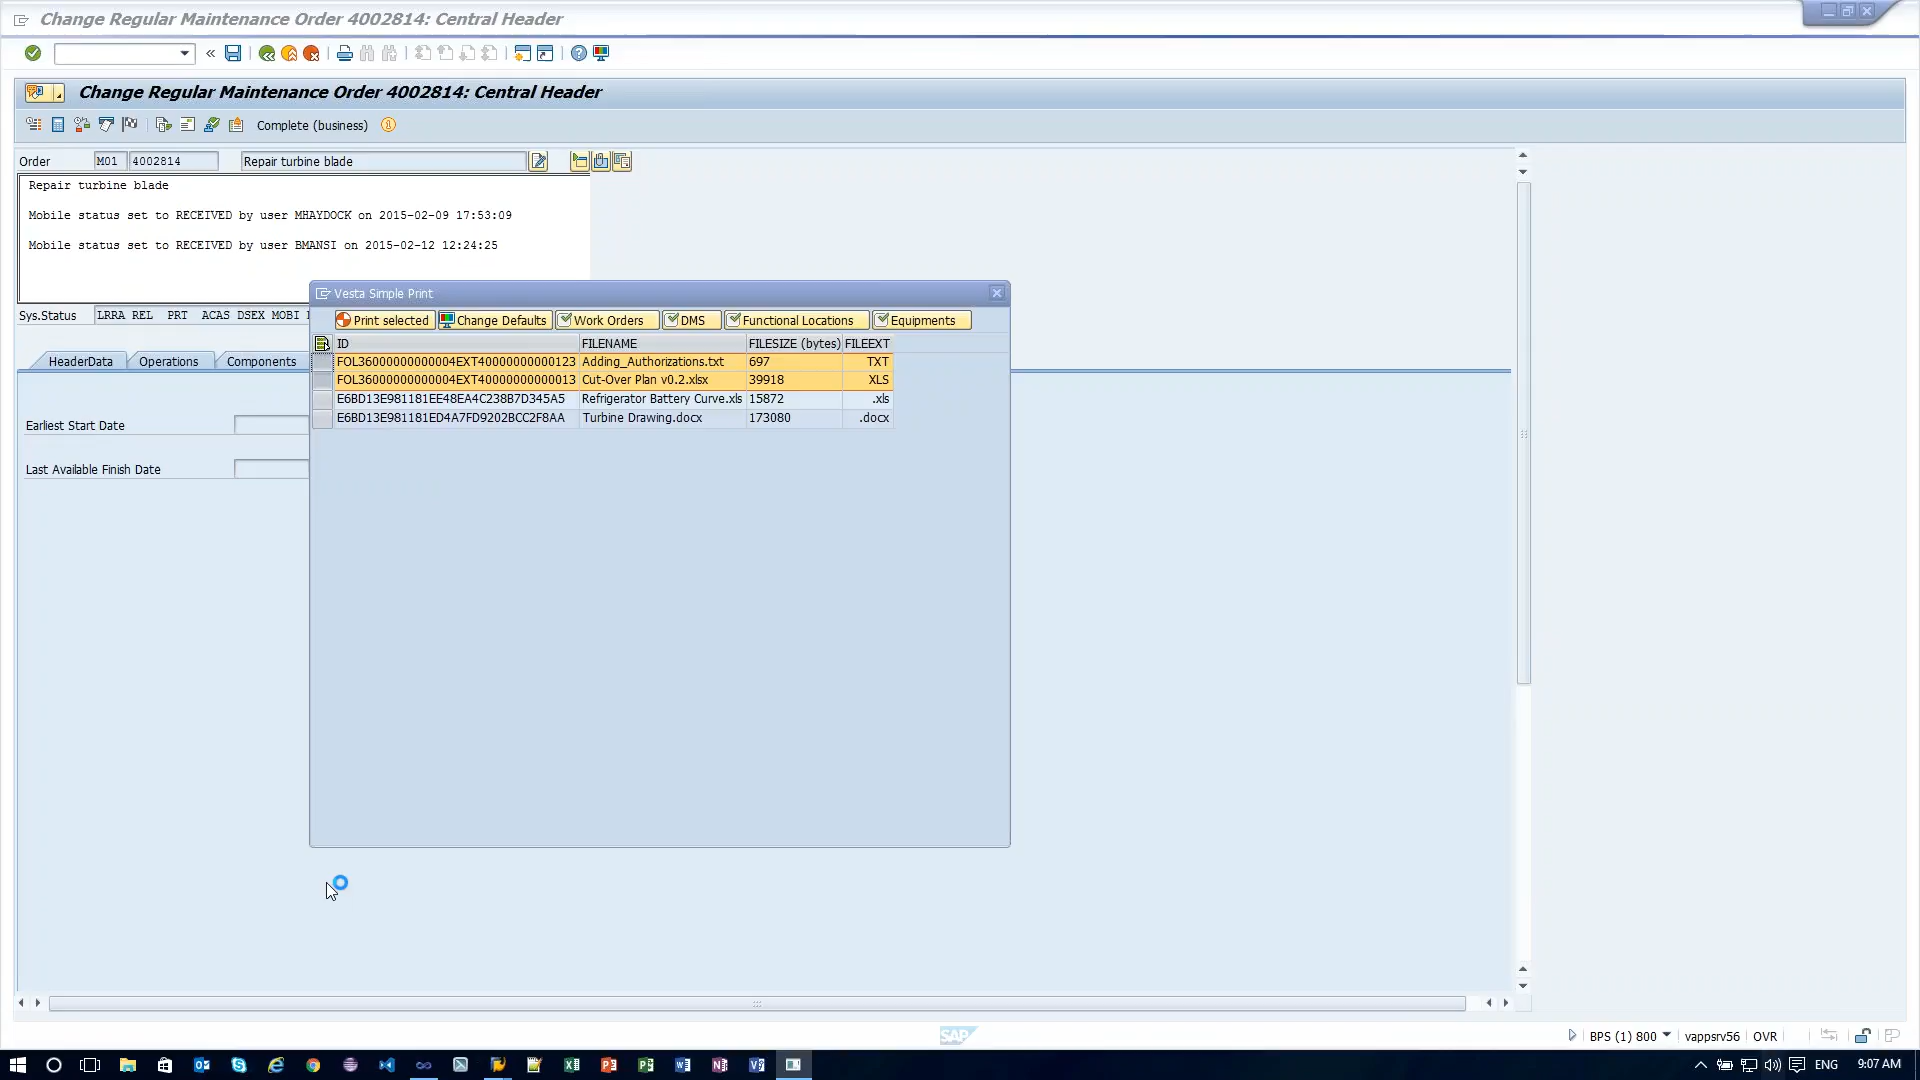 Change Regular Maintenance Order 4002814: Central Header
Change Regular Maintenance Order 4002814: Central Header
Complete (business)
Order M01 4002814 Repair turbine blade
Repair turbine blade
Mobile status set to RECEIVED by user MHAYDOCK on 2015-02-09 17:53:09
Mobile status set to RECEIVED by user BMANSI on 2015-02-12 12:24:25
Sys.Status LRRA REL PRT ACAS DSEX MOBI
HeaderData Operations Components
Earliest Start Date
Last Available Finish Date
Vesta Simple Print
Print selected Change Defaults Work Orders DMS Functional Locations Equipments
ID FILENAME FILESIZE (bytes) FILEEXT
FOL36000000000004EXT40000000000123 Adding_Authorizations.txt 697 TXT
FOL36000000000004EXT40000000000013 Cut-Over Plan v0.2.xlsx 39918 XLS
E6BD13E981181EE48EA4C238B7D345A5 Refrigerator Battery Curve.xls 15872 .xls
E6BD13E981181ED4A7FD9202BCC2F8AA Turbine Drawing.docx 173080 .docx
SAP
BPS (1) 800 vappsrv56 OVR
ENG 9:07 AM